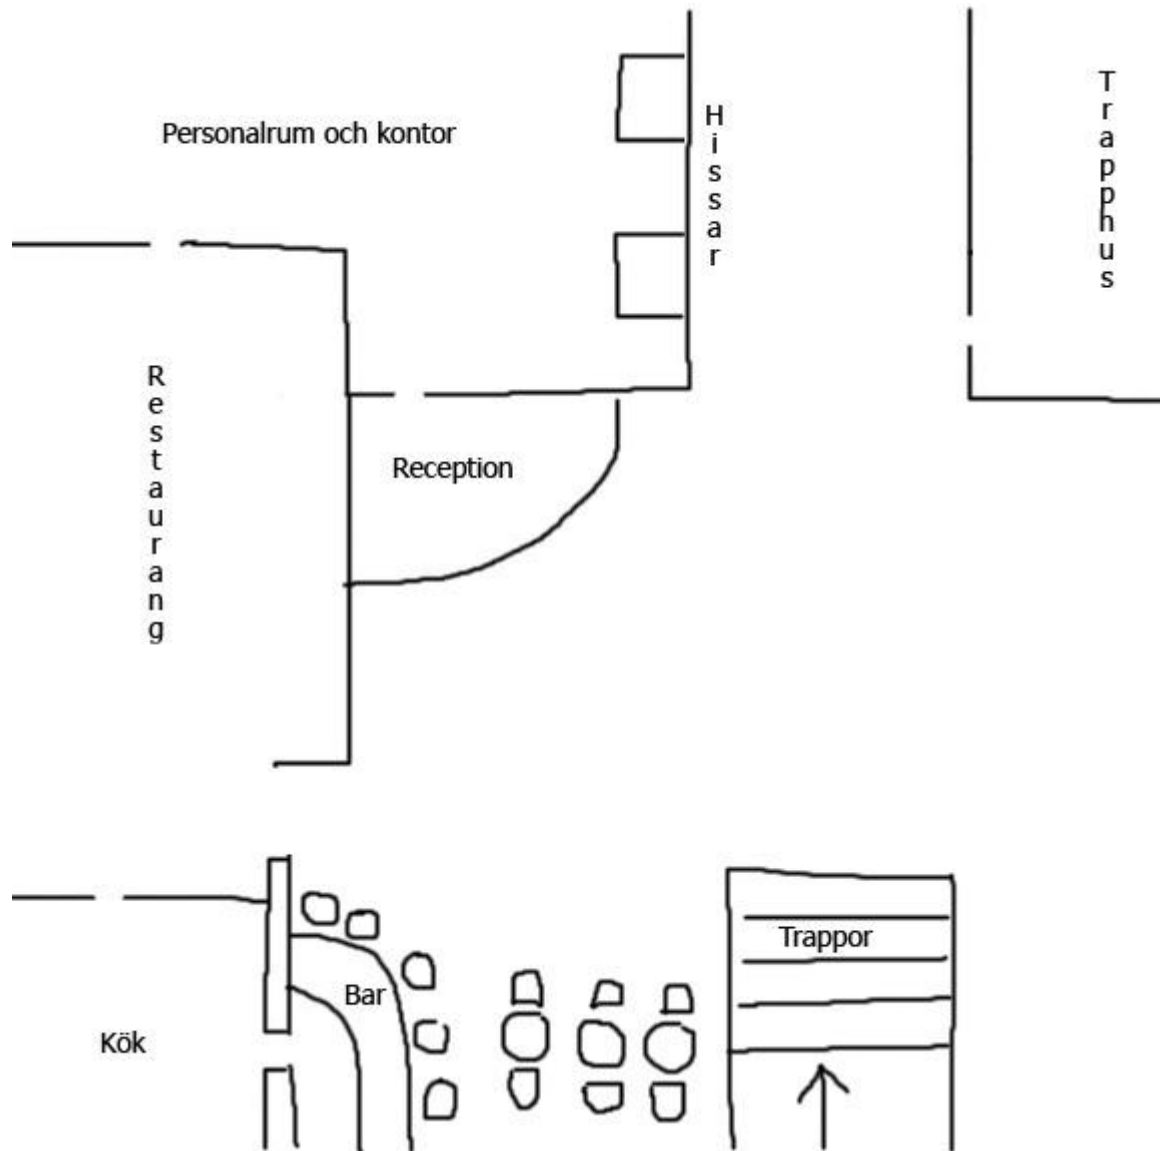 Personalrum och kontor
Hissar
Trapphus
Restaurang
Reception
Trappor
Bar
Kök